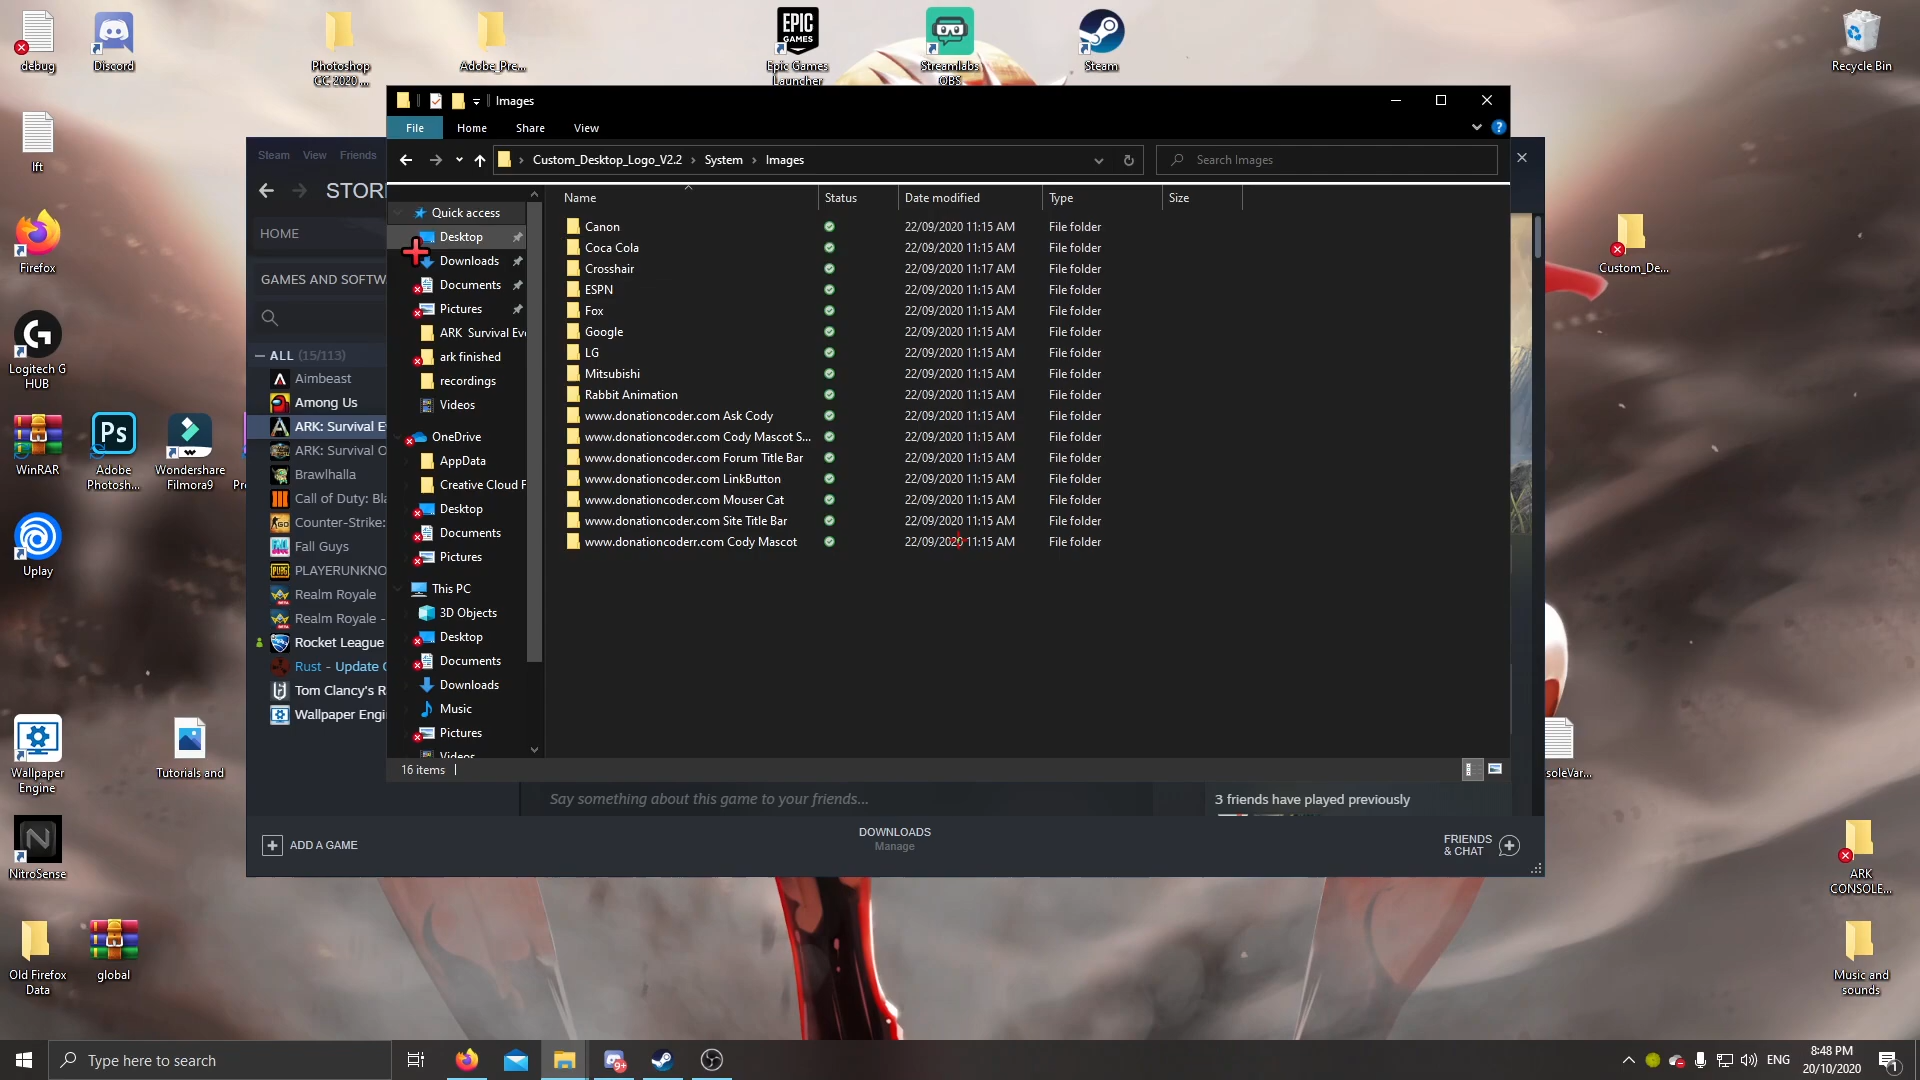 debug
Discord
Photoshop
CC 2020 ...
Adobe_Pre...
EPIC
GAMES
Epic Games
Launcher
Streamlabs
OBS
Steam
Recycle Bin
Images
File
Home
Share
View
Custom_Desktop_Logo_V2.2
System
Images
Search Images
Steam
View
Friends
STOR
HOME
GAMES AND SOFTW
ALL (15/113)
Aimbeast
Among Us
ARK: Survival E
ARK: Survival O
Brawlhalla
Call of Duty: Bla
Counter-Strike:
Fall Guys
PLAYERUNKNO
Realm Royale
Realm Royale -
Rocket League
Rust - Update
Tom Clancy's R
Wallpaper Engi
Quick access
Desktop
Downloads
Documents
Pictures
ARK Survival Ev
ark finished
recordings
Videos
OneDrive
AppData
Creative Cloud F
Desktop
Documents
Pictures
This PC
3D Objects
Desktop
Documents
Downloads
Music
Pictures
Videos
Name
Status
Date modified
Type
Size
Canon 22/09/2020 11:15 AM File folder
Coca Cola 22/09/2020 11:15 AM File folder
Crosshair 22/09/2020 11:17 AM File folder
ESPN 22/09/2020 11:15 AM File folder
Fox 22/09/2020 11:15 AM File folder
Google 22/09/2020 11:15 AM File folder
LG 22/09/2020 11:15 AM File folder
Mitsubishi 22/09/2020 11:15 AM File folder
Rabbit Animation 22/09/2020 11:15 AM File folder
www.donationcoder.com Ask Cody 22/09/2020 11:15 AM File folder
www.donationcoder.com Cody Mascot S... 22/09/2020 11:15 AM File folder
www.donationcoder.com Forum Title Bar 22/09/2020 11:15 AM File folder
www.donationcoder.com LinkButton 22/09/2020 11:15 AM File folder
www.donationcoder.com Mouser Cat 22/09/2020 11:15 AM File folder
www.donationcoder.com Site Title Bar 22/09/2020 11:15 AM File folder
www.donationcoderr.com Cody Mascot 22/09/2020 11:15 AM File folder
16 items
Say something about this game to your friends...
3 friends have played previously
ADD A GAME
DOWNLOADS
Manage
FRIENDS
& CHAT
lft
Firefox
Logitech G
HUB
WinRAR
Ps
Adobe
Photosh...
Wondershare
Filmora9
Pr
Uplay
Wallpaper
Engine
Tutorials and
NitroSense
Old Firefox
Data
global
Custom_De...
soleVar...
ARK
CONSOLE...
Music and
sounds
Type here to search
9+
ENG
8:48 PM
20/10/2020
1